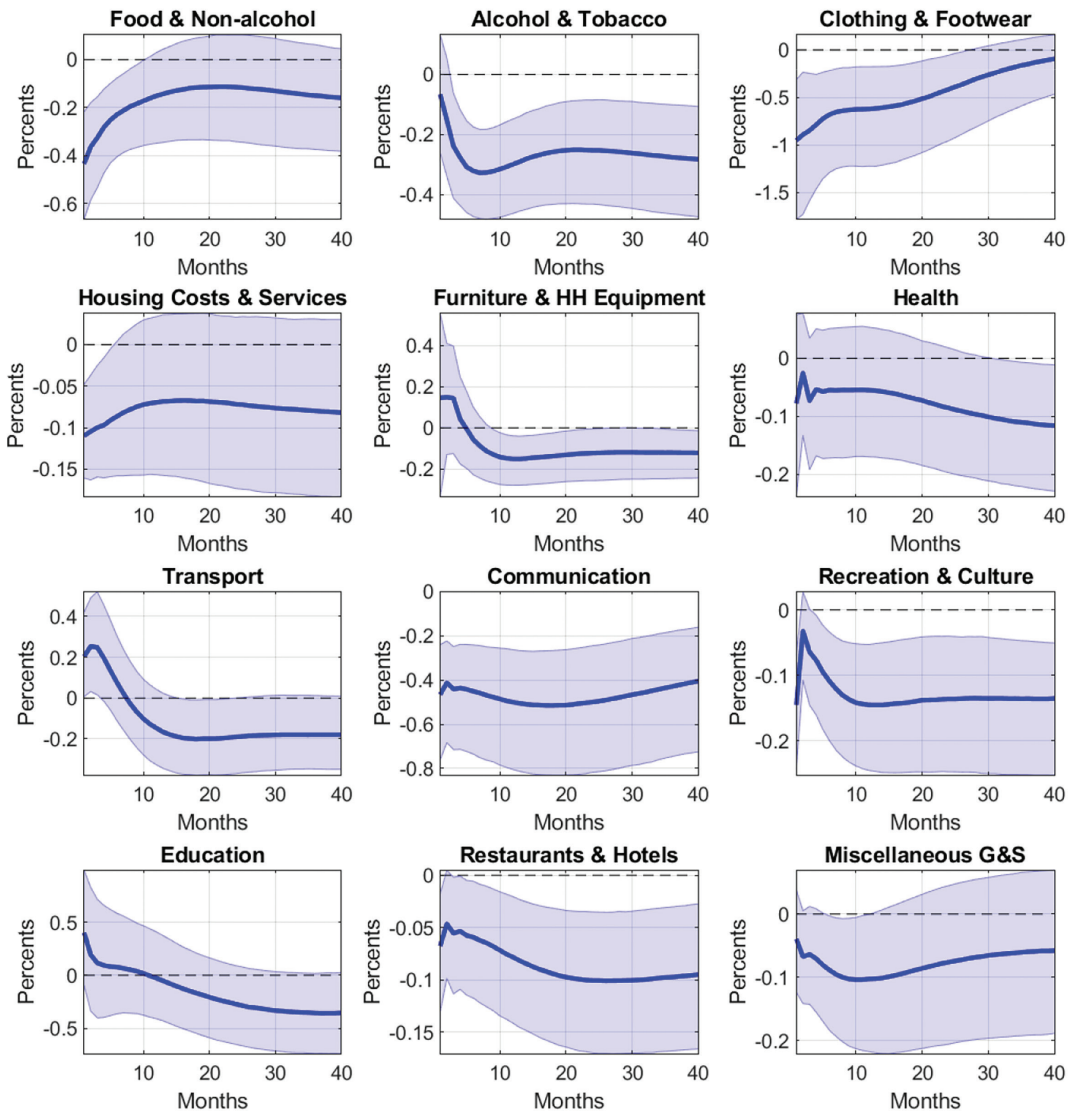 Food & Non-alcohol
Percents
0
-0.2
-0.4
-0.6
10 20 30 40
Months
Alcohol & Tobacco
Percents
0
-0.2
-0.4
10 20 30 40
Months
Clothing & Footwear
Percents
0
-0.5
-1
-1.5
10 20 30 40
Months
Housing Costs & Services
Percents
0
-0.05
-0.1
-0.15
10 20 30 40
Months
Furniture & HH Equipment
Percents
0.4
0.2
0
-0.2
10 20 30 40
Months
Health
Percents
0
-0.1
-0.2
10 20 30 40
Months
Transport
Percents
0.4
0.2
0
-0.2
10 20 30 40
Months
Communication
Percents
0
-0.2
-0.4
-0.6
-0.8
10 20 30 40
Months
Recreation & Culture
Percents
0
-0.1
-0.2
10 20 30 40
Months
Education
Percents
0.5
0
-0.5
10 20 30 40
Months
Restaurants & Hotels
Percents
0
-0.05
-0.1
-0.15
10 20 30 40
Months
Miscellaneous G&S
Percents
0
-0.1
-0.2
10 20 30 40
Months